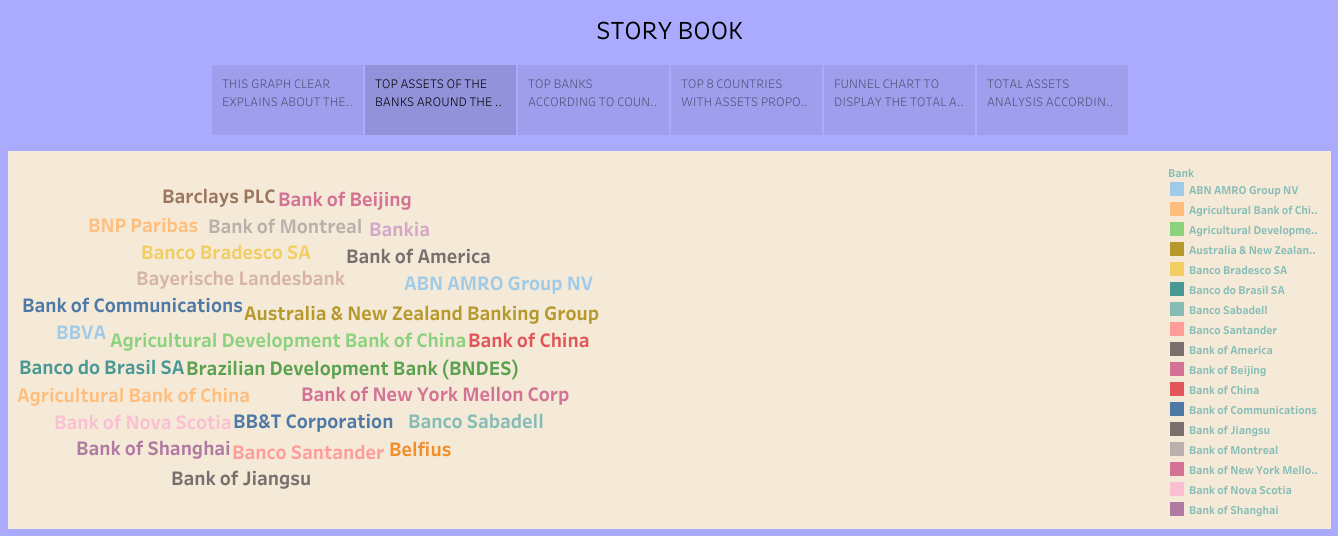 STORY BOOK
THIS GRAPH CLEAR
EXPLAINS ABOUT THE..
TOP ASSETS OF THE
BANKS AROUND THE ..
TOP BANKS
ACCORDING TO COUN..
TOP 8 COUNTRIES
WITH ASSETS PROPO..
FUNNEL CHART TO
DISPLAY THE TOTAL A..
TOTAL ASSETS
ANALYSIS ACCORDIN..
Barclays PLC Bank of Beijing
BNP Paribas Bank of Montreal Bankia
Banco Bradesco SA Bank of America
Bayerische Landesbank ABN AMRO Group NV
Bank of Communications Australia & New Zealand Banking Group
BBVA Agricultural Development Bank of China Bank of China
Banco do Brasil SA Brazilian Development Bank (BNDES)
Agricultural Bank of China Bank of New York Mellon Corp
Bank of Nova Scotia BB&T Corporation Banco Sabadell
Bank of Shanghai Banco Santander Belfius
Bank of Jiangsu
Bank
ABN AMRO Group NV
Agricultural Bank of Chi..
Agricultural Developme..
Australia & New Zealan..
Banco Bradesco SA
Banco do Brasil SA
Banco Sabadell
Banco Santander
Bank of America
Bank of Beijing
Bank of China
Bank of Communications
Bank of Jiangsu
Bank of Montreal
Bank of New York Mello..
Bank of Nova Scotia
Bank of Shanghai